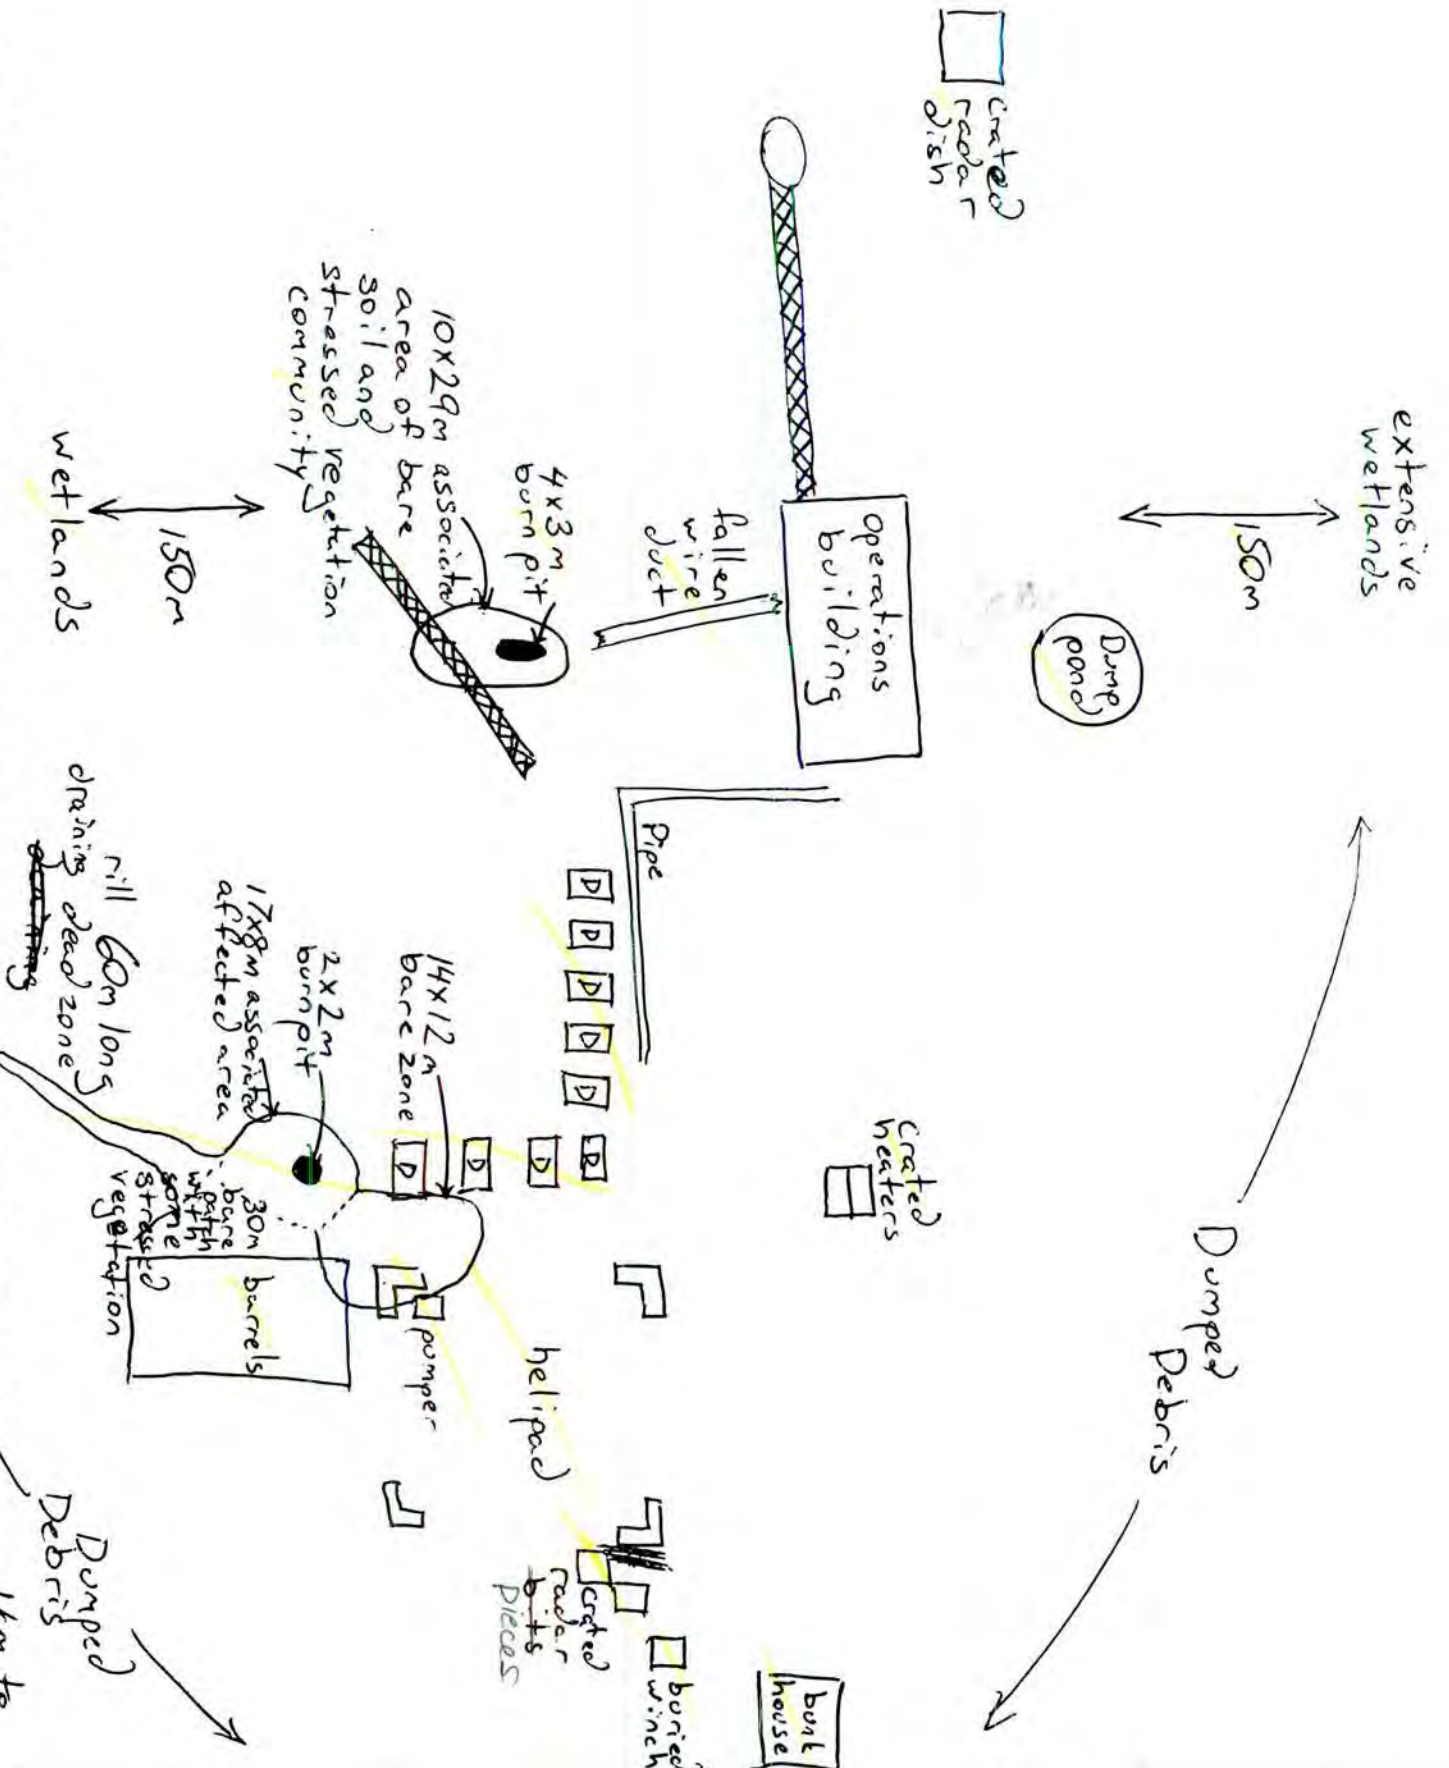 extensive
wetlands
150m
Dump
pond
crated
radar
dish
operations
building
fallen
wire
duct
4x3m
burn pit
10x29m associated
area of bare
soil and
stressed vegetation
community
150m
wetlands
Pipe
D
D
D
D
D
D
D
D
Dumped
Debris
crated
heaters
14x12m
bare zone
2x2m
burn pit
17x8m associated
affected area
rill 60m long
draining dead zone
30m
bare
patch
with
some
stressed
vegetation
barrels
pumper
helipad
crated
radar
bits
pieces
buried
winch
bunk
house
Dumped
Debris
1km to